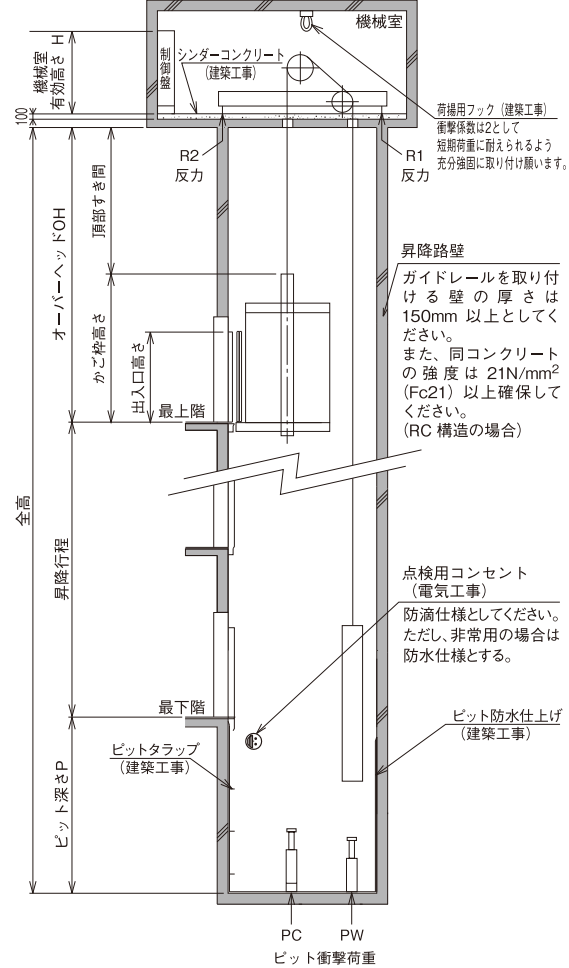 機械室
機械室
有効高さ H
制御盤
シンダーコンクリート
(建築工事)
100
荷揚用フック（建築工事）
衝撃係数は2として
短期荷重に耐えられるよう
充分強固に取り付け願います。
R2
反力
R1
反力
オーバーヘッドOH
頂部すき間
かご枠高さ
出入口高さ
最上階
昇降路壁
ガイドレールを取り付
ける壁の厚さは
150mm 以上としてく
ださい。
また、同コンクリート
の強度は 21N/mm²
(Fc21) 以上確保して
ください。
(RC 構造の場合)
全高
昇降行程
点検用コンセント
（電気工事）
防滴仕様としてください。
ただし、非常用の場合は
防水仕様とする。
最下階
ピット深さP
ピットタラップ
（建築工事）
ピット防水仕上げ
（建築工事）
PC
PW
ピット衝撃荷重